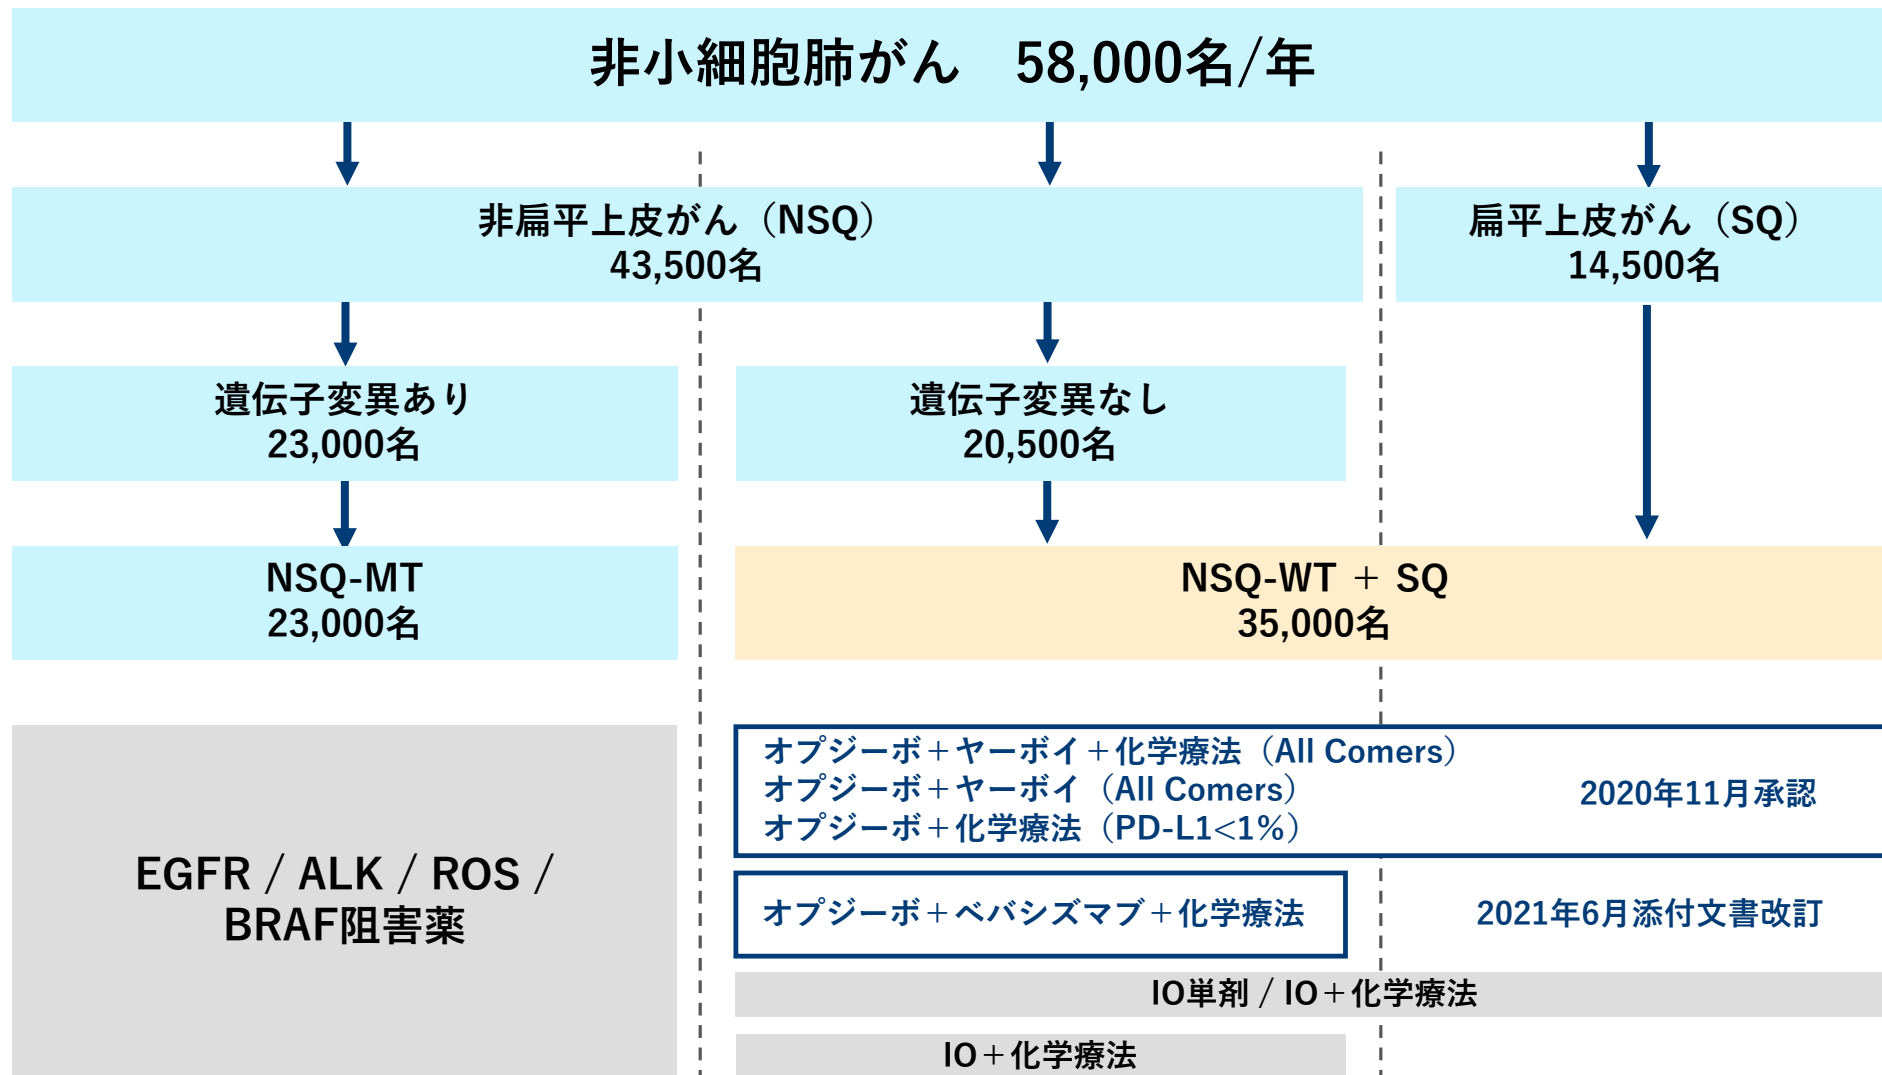 非小細胞肺がん　58,000名/年
非扁平上皮がん（NSQ）
43,500名
扁平上皮がん（SQ）
14,500名
遺伝子変異あり
23,000名
遺伝子変異なし
20,500名
NSQ-MT
23,000名
NSQ-WT ＋ SQ
35,000名
EGFR / ALK / ROS /
BRAF阻害薬
オプジーボ＋ヤーボイ＋化学療法（All Comers）
オプジーボ＋ヤーボイ（All Comers）
オプジーボ＋化学療法（PD-L1<1%）
2020年11月承認
オプジーボ＋ベバシズマブ＋化学療法
2021年6月添付文書改訂
IO単剤 / IO＋化学療法
IO＋化学療法